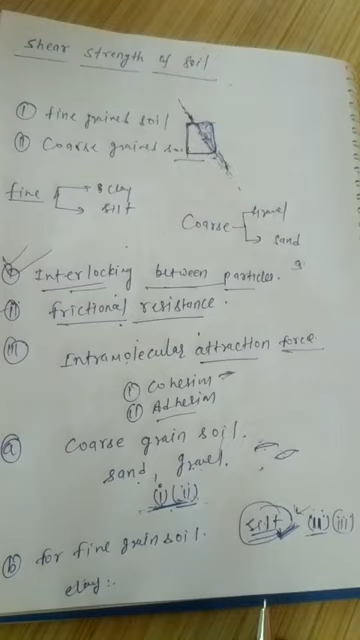 Shear strength of soil
(i) fine grained soil
(ii) Coarse grained soil
fine → clay
→ silt
Coarse gravel
→ sand
(i) Interlocking between particles.
(ii) frictional resistance.
(iii) Intramolecular attraction force
(i) Cohesion
(ii) Adhesion
(a) Coarse grain soil.
sand, gravel.
(i) (ii)
silt (ii) (iii)
(b) for fine grain soil.
clay:-